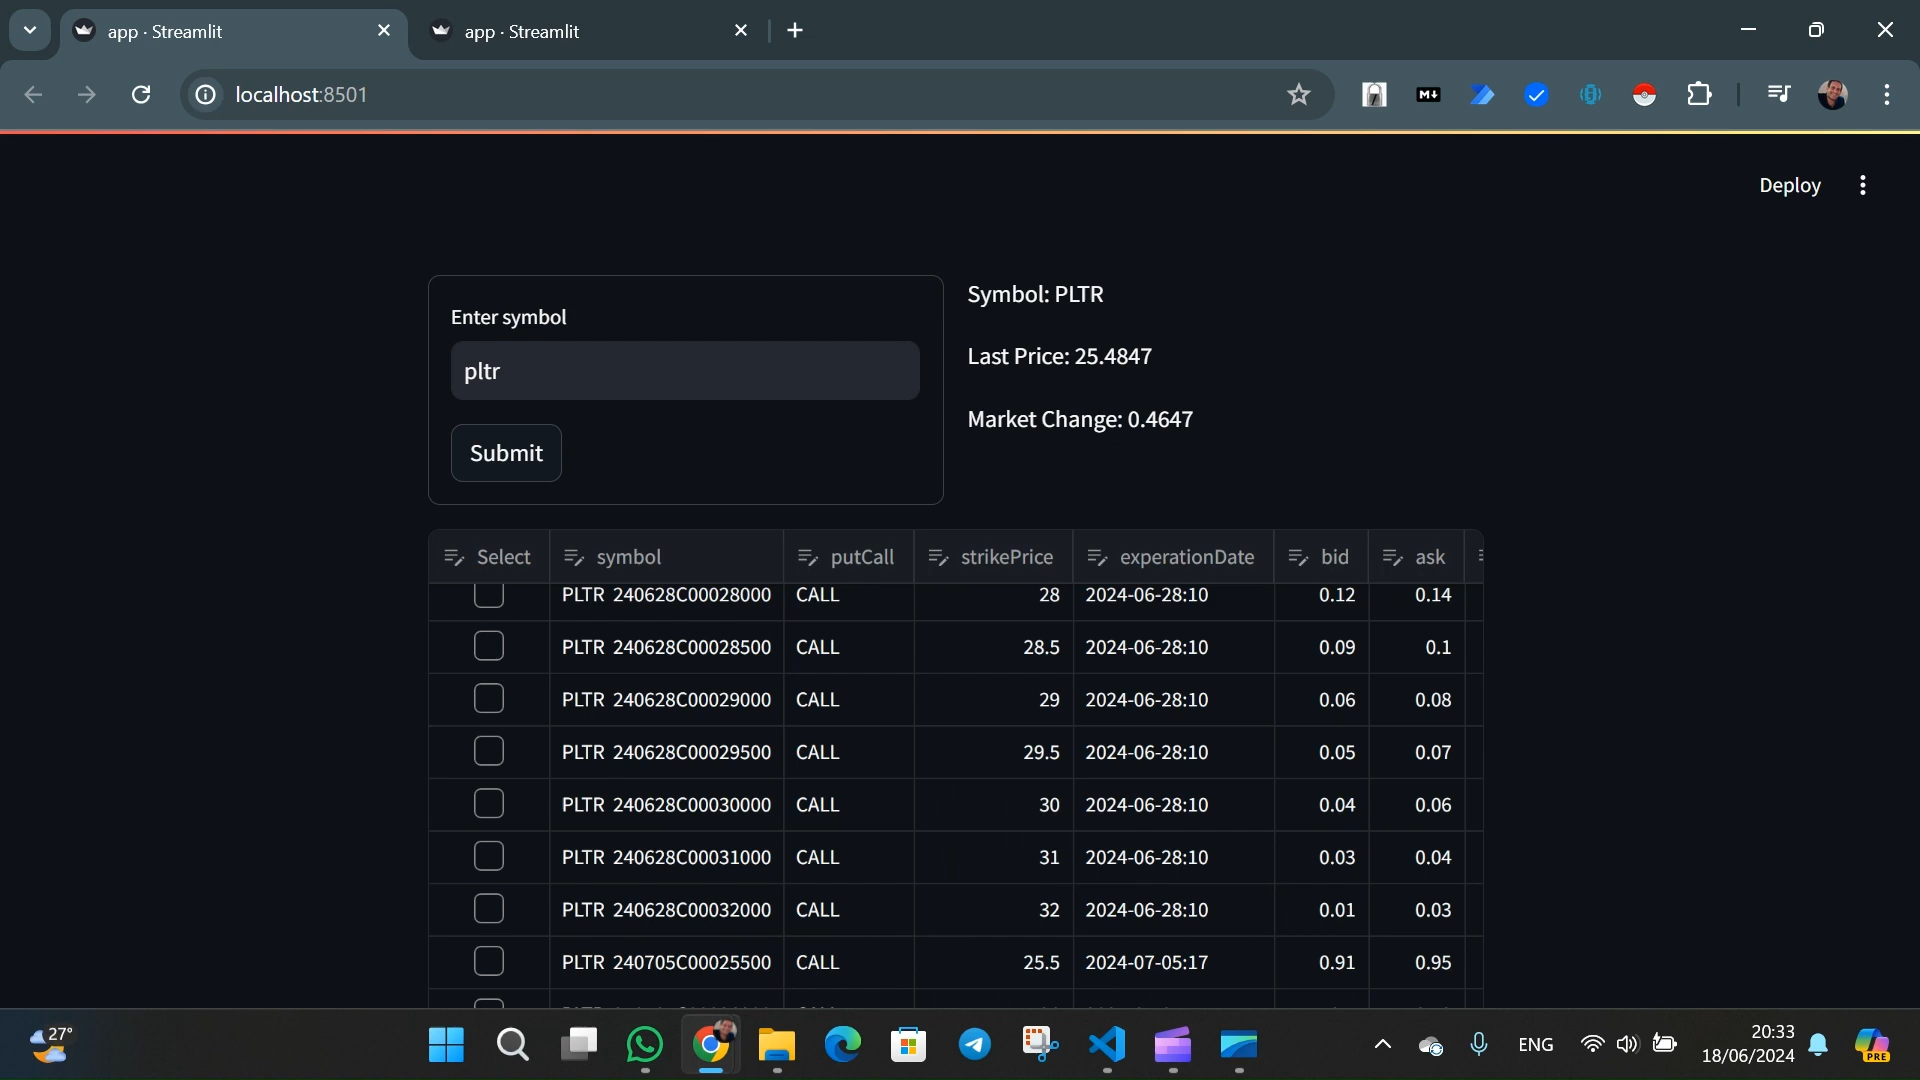 app · Streamlit
app · Streamlit
localhost:8501
M↓
Deploy
Enter symbol
pltr
Submit
Symbol: PLTR
Last Price: 25.4847
Market Change: 0.4647
Select symbol putCall strikePrice experationDate bid ask
PLTR 240628C00028000 CALL 28 2024-06-28:10 0.12 0.14
PLTR 240628C00028500 CALL 28.5 2024-06-28:10 0.09 0.1
PLTR 240628C00029000 CALL 29 2024-06-28:10 0.06 0.08
PLTR 240628C00029500 CALL 29.5 2024-06-28:10 0.05 0.07
PLTR 240628C00030000 CALL 30 2024-06-28:10 0.04 0.06
PLTR 240628C00031000 CALL 31 2024-06-28:10 0.03 0.04
PLTR 240628C00032000 CALL 32 2024-06-28:10 0.01 0.03
PLTR 240705C00025500 CALL 25.5 2024-07-05:17 0.91 0.95
27°
ENG
20:33
18/06/2024
PRE